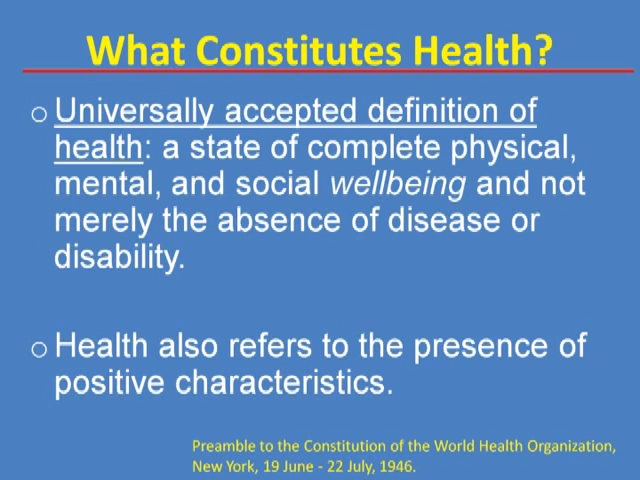 What Constitutes Health?
o Universally accepted definition of
health: a state of complete physical,
mental, and social wellbeing and not
merely the absence of disease or
disability.
o Health also refers to the presence of
positive characteristics.
Preamble to the Constitution of the World Health Organization,
New York, 19 June - 22 July, 1946.